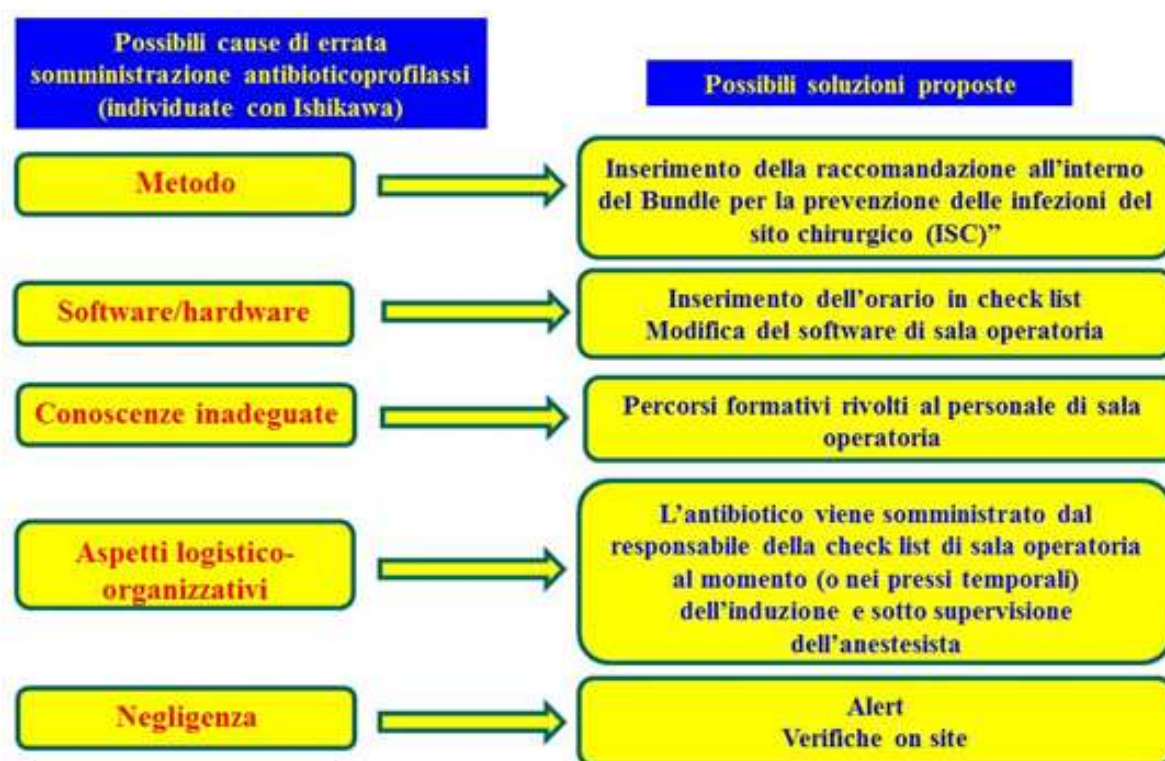 Possibili cause di errata
somministrazione antibioticoprofilassi
(individuate con Ishikawa)
Possibili soluzioni proposte
Metodo
Inserimento della raccomandazione all'interno
del Bundle per la prevenzione delle infezioni del
sito chirurgico (ISC)”
Software/hardware
Inserimento dell'orario in check list
Modifica del software di sala operatoria
Conoscenze inadeguate
Percorsi formativi rivolti al personale di sala
operatoria
Aspetti logistico-
organizzativi
L'antibiotico viene somministrato dal
responsabile della check list di sala operatoria
al momento (o nei pressi temporali)
dell'induzione e sotto supervisione
dell'anestesista
Negligenza
Alert
Verifiche on site